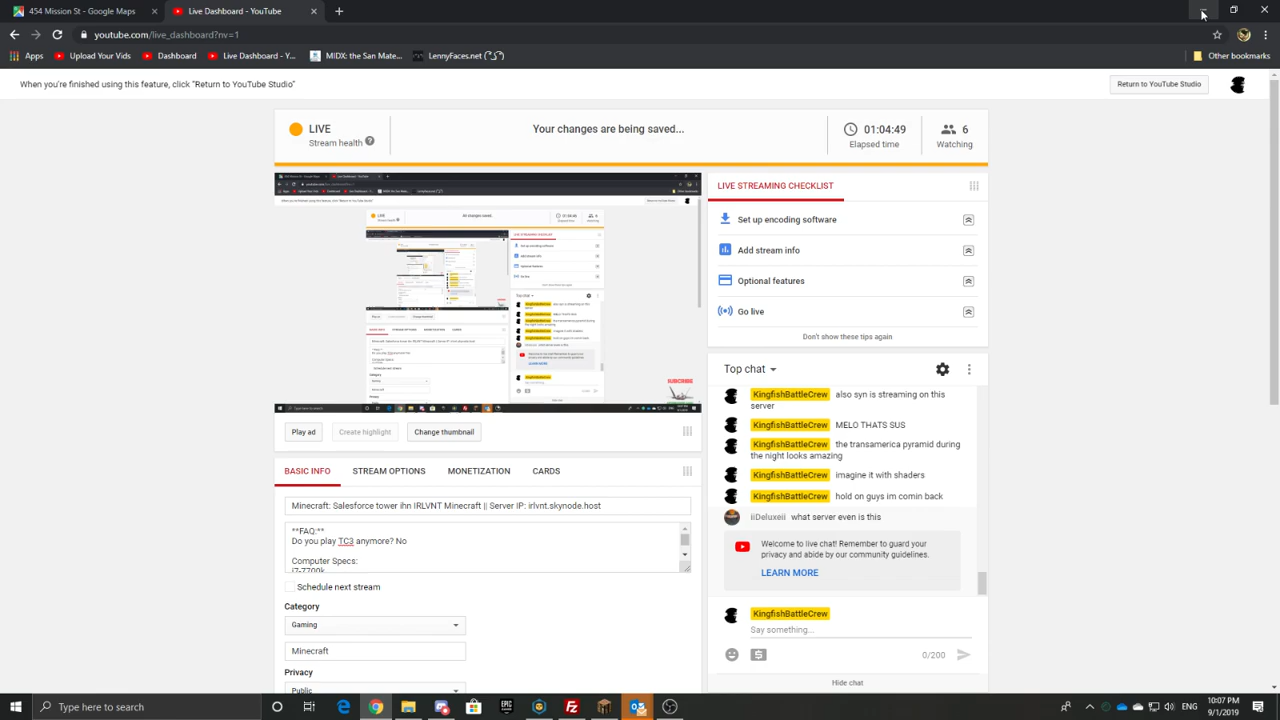 454 Mission St - Google Maps
Live Dashboard - YouTube
youtube.com/live_dashboard?nv=1
Apps
Upload Your Vids
Dashboard
Live Dashboard - Yo...
MIDX: the San Mate...
LennyFaces.net ( ͡° ͜ʖ ͡°)
Other bookmarks
When you're finished using this feature, click "Return to YouTube Studio"
Return to YouTube Studio
LIVE
Stream health ?
Your changes are being saved...
01:04:49
Elapsed time
6
Watching
LIVE STREAMING CHECKLIST
Set up encoding software
Add stream info
Optional features
Go live
Don't show these tips again
SUBSCRIBE
Play ad
Create highlight
Change thumbnail
BASIC INFO
STREAM OPTIONS
MONETIZATION
CARDS
Minecraft: Salesforce tower ihn IRLVNT Minecraft || Server IP: irlvnt.skynode.host
**FAQ:**
Do you play TC3 anymore? No
Computer Specs:
i7-7700k
Schedule next stream
Category
Gaming
Minecraft
Privacy
Public
Top chat
KingfishBattleCrew also syn is streaming on this
server
KingfishBattleCrew MELO THATS SUS
KingfishBattleCrew the transamerica pyramid during
the night looks amazing
KingfishBattleCrew imagine it with shaders
KingfishBattleCrew hold on guys im comin back
iiDeluxeii what server even is this
Welcome to live chat! Remember to guard your
privacy and abide by our community guidelines.
LEARN MORE
KingfishBattleCrew
Say something...
0/200
Hide chat
Type here to search
EPIC
ENG
10:07 PM
9/1/2019